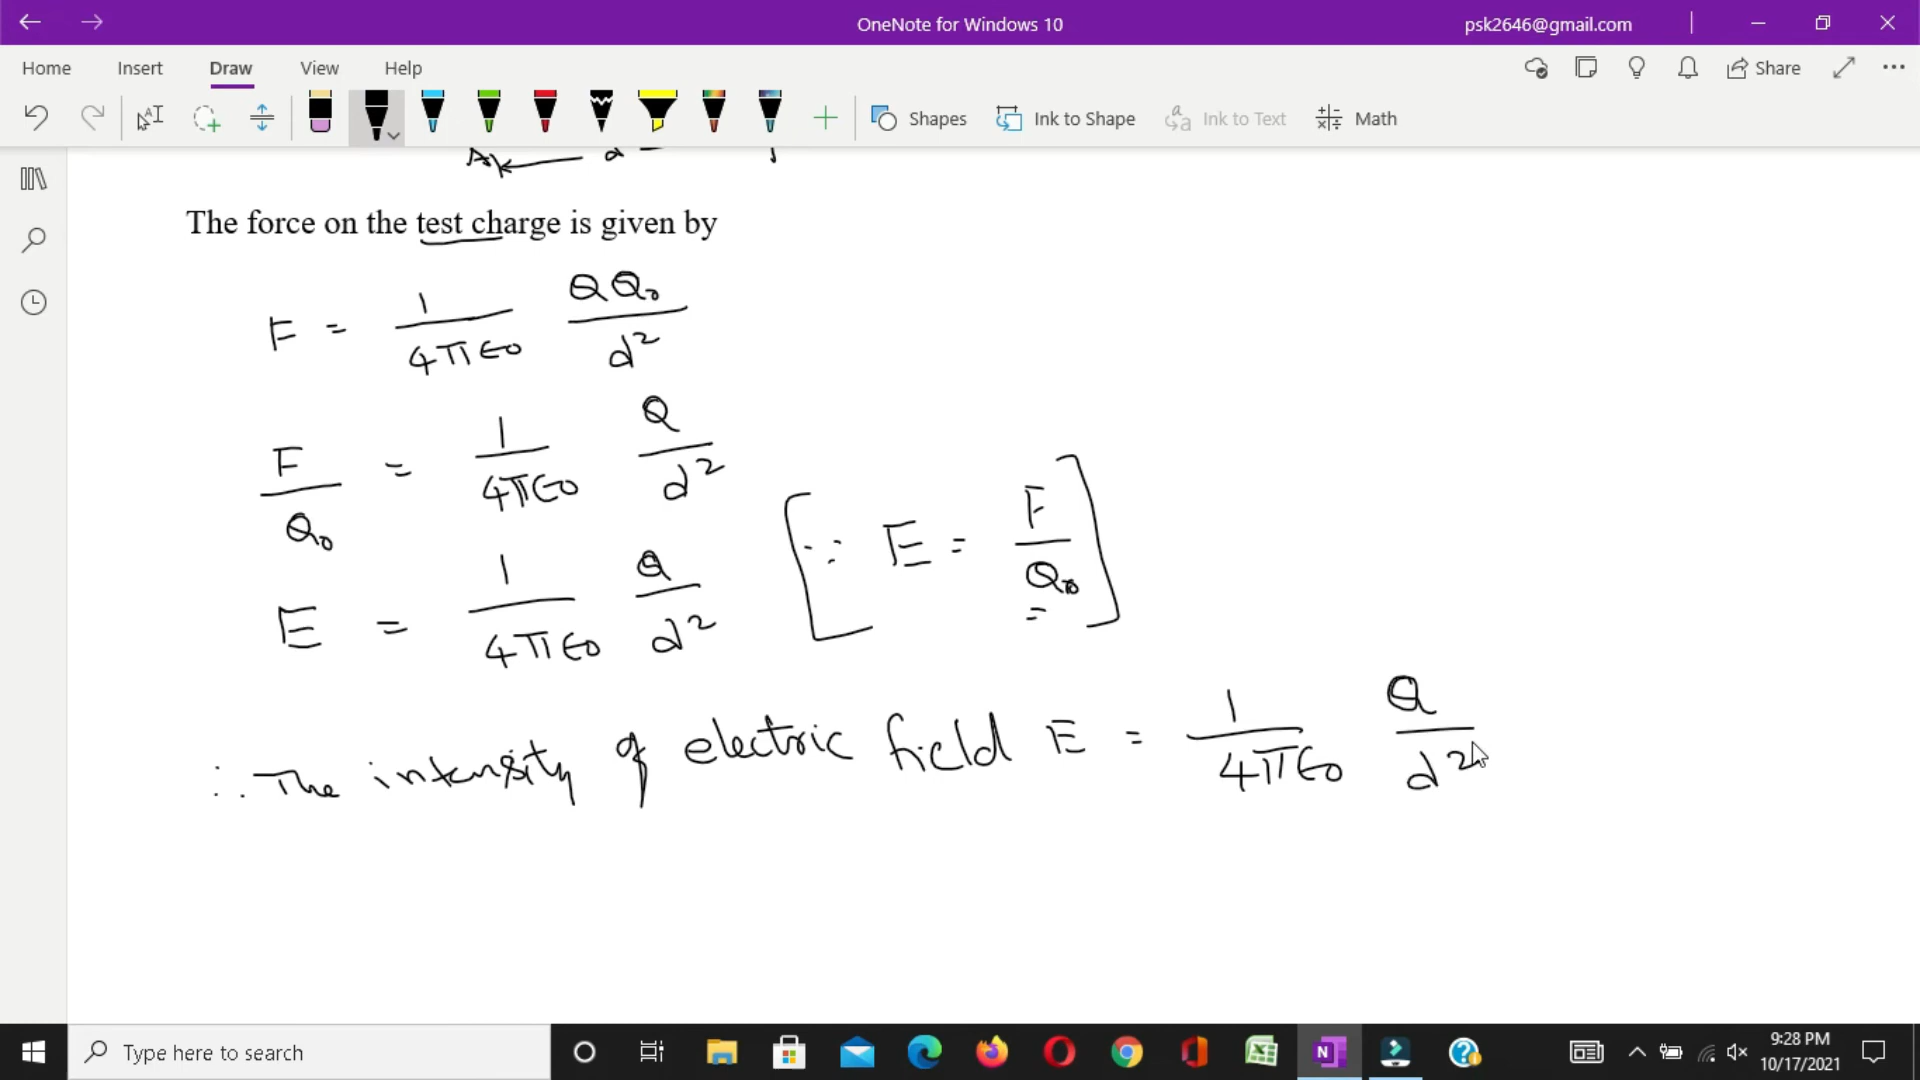 OneNote for Windows 10
psk2646@gmail.com
Home Insert Draw View Help
Share
Shapes Ink to Shape Ink to Text Math
The force on the test charge is given by
F = 1/4πϵ0 QQ0/d²
F/Q0 = 1/4πϵ0 Q/d²
E = 1/4πϵ0 Q/d² [∵ E = F/Q0]
∴ The intensity of electric field E = 1/4πϵ0 Q/d²
Type here to search
9:28 PM
10/17/2021